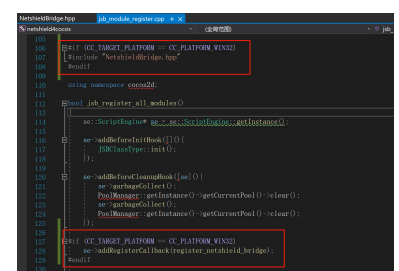 NetshieldBridge.hpp jsb_module_register.cpp
netshield4cocos (全局范围) jsb_
105
106 #if (CC_TARGET_PLATFORM == CC_PLATFORM_WIN32)
107 #include "NetshieldBridge.hpp"
108 #endif
109
110 using namespace cocos2d;
111
112 bool jsb_register_all_modules()
113 {
114 se::ScriptEngine* se = se::ScriptEngine::getInstance();
115
116 se->addBeforeInitHook([](){
117 JSBClassType::init();
118 });
119
120 se->addBeforeCleanupHook([se](){
121 se->garbageCollect();
122 PoolManager::getInstance()->getCurrentPool()->clear();
123 se->garbageCollect();
124 PoolManager::getInstance()->getCurrentPool()->clear();
125 });
126
127 #if (CC_TARGET_PLATFORM == CC_PLATFORM_WIN32)
128 se->addRegisterCallback(register_netshield_bridge);
129 #endif
130